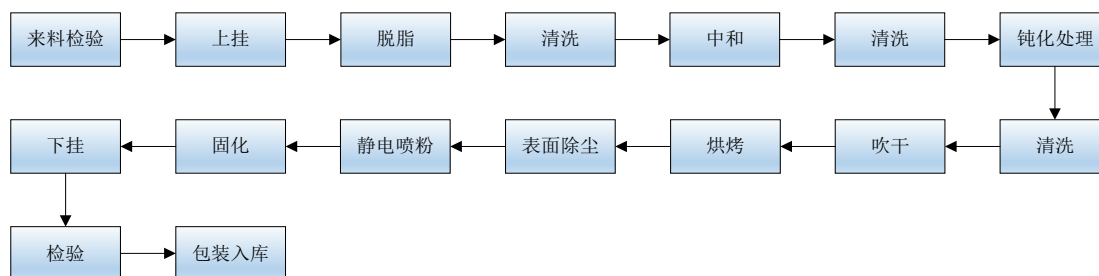 来料检验
上挂
脱脂
清洗
中和
清洗
钝化处理
清洗
吹干
烘烤
表面除尘
静电喷粉
固化
下挂
检验
包装入库